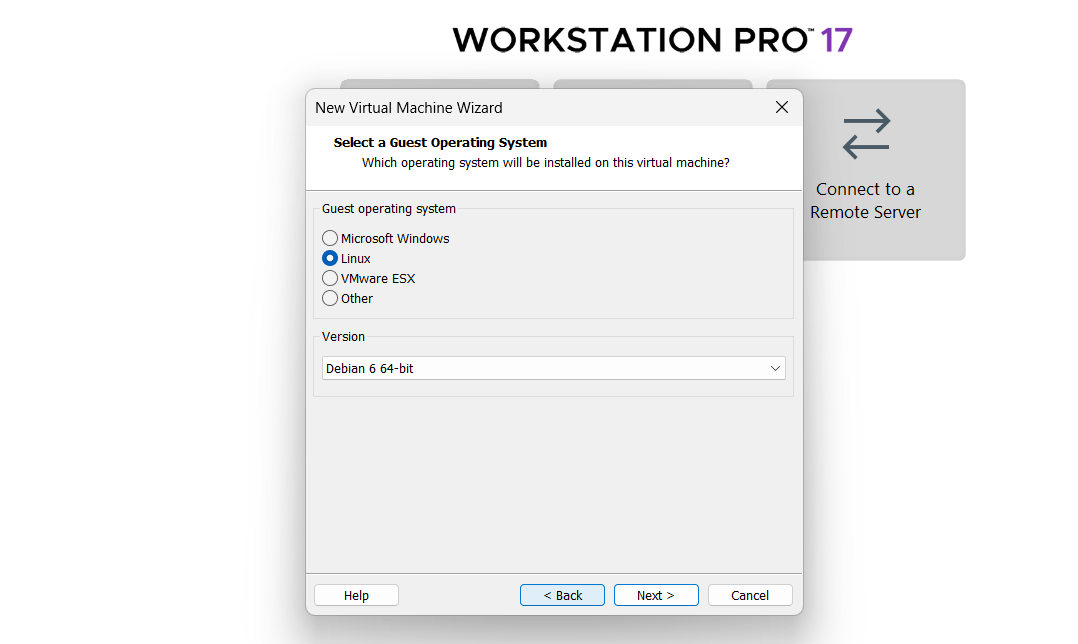 WORKSTATION PRO™ 17
New Virtual Machine Wizard
Select a Guest Operating System
Which operating system will be installed on this virtual machine?
Connect to a
Remote Server
Guest operating system
Microsoft Windows
Linux
VMware ESX
Other
Version
Debian 6 64-bit
Help
< Back
Next >
Cancel